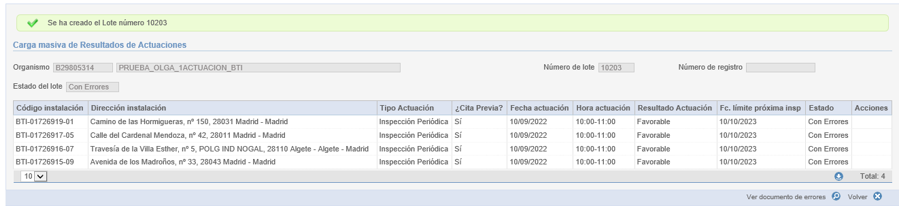 Se ha creado el Lote número 10203
Carga masiva de Resultados de Actuaciones
Organismo B29805314 PRUEBA_OLGA_1ACTUACION_BTI Número de lote 10203 Número de registro
Estado del lote Con Errores
Código instalación Dirección instalación Tipo Actuación ¿Cita Previa? Fecha actuación Hora actuación Resultado Actuación Fc. límite próxima insp Estado Acciones
BTI-01726919-01 Camino de las Hormigueras, nº 150, 28031 Madrid - Madrid Inspección Periódica Sí 10/09/2022 10:00-11:00 Favorable 10/10/2023 Con Errores
BTI-01726917-05 Calle del Cardenal Mendoza, nº 42, 28011 Madrid - Madrid Inspección Periódica Sí 10/09/2022 10:00-11:00 Favorable 10/10/2023 Con Errores
BTI-01726916-07 Travesía de la Villa Esther, nº 5, POLG IND NOGAL, 28110 Algete - Algete - Madrid Inspección Periódica Sí 10/09/2022 10:00-11:00 Favorable 10/10/2023 Con Errores
BTI-01726915-09 Avenida de los Madroños, nº 33, 28043 Madrid - Madrid Inspección Periódica Sí 10/09/2022 10:00-11:00 Favorable 10/10/2023 Con Errores
10 Total: 4
Ver documento de errores Volver